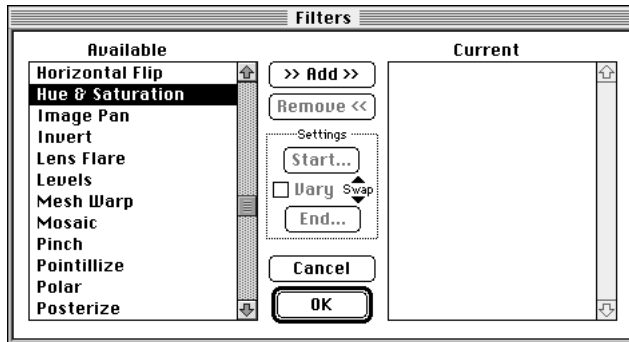 Filters
Available
Current
Horizontal Flip
Hue & Saturation
Image Pan
Invert
Lens Flare
Levels
Mesh Warp
Mosaic
Pinch
Pointillize
Polar
Posterize
>> Add >>
Remove <<
Settings
Start...
Vary Swap
End...
Cancel
OK